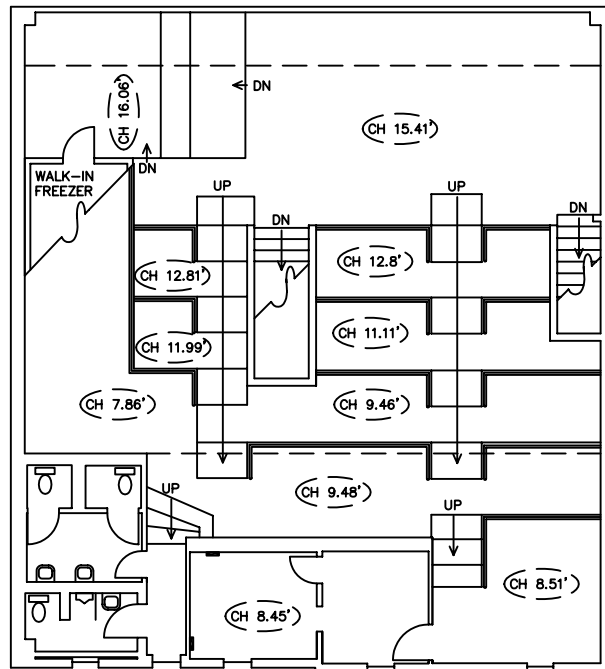 CH 16.06'
DN
CH 15.41'
DN
WALK-IN
FREEZER
UP
UP
DN
DN
CH 12.81'
CH 12.8'
CH 11.99'
CH 11.11'
CH 7.86'
CH 9.46'
UP
CH 9.48'
UP
CH 8.51'
CH 8.45'